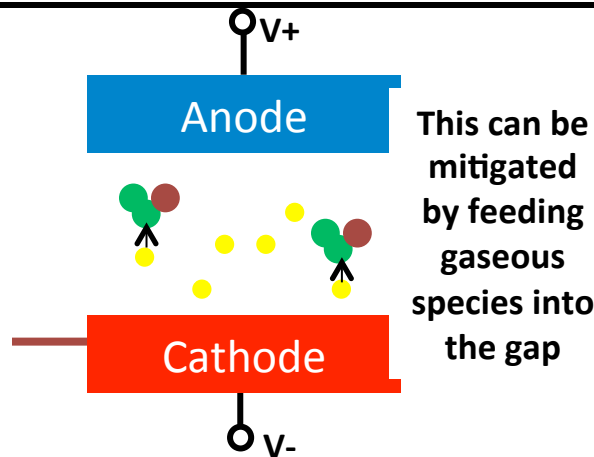 V+
Anode
This can be
mitigated
by feeding
gaseous
species into
the gap
Cathode
V-